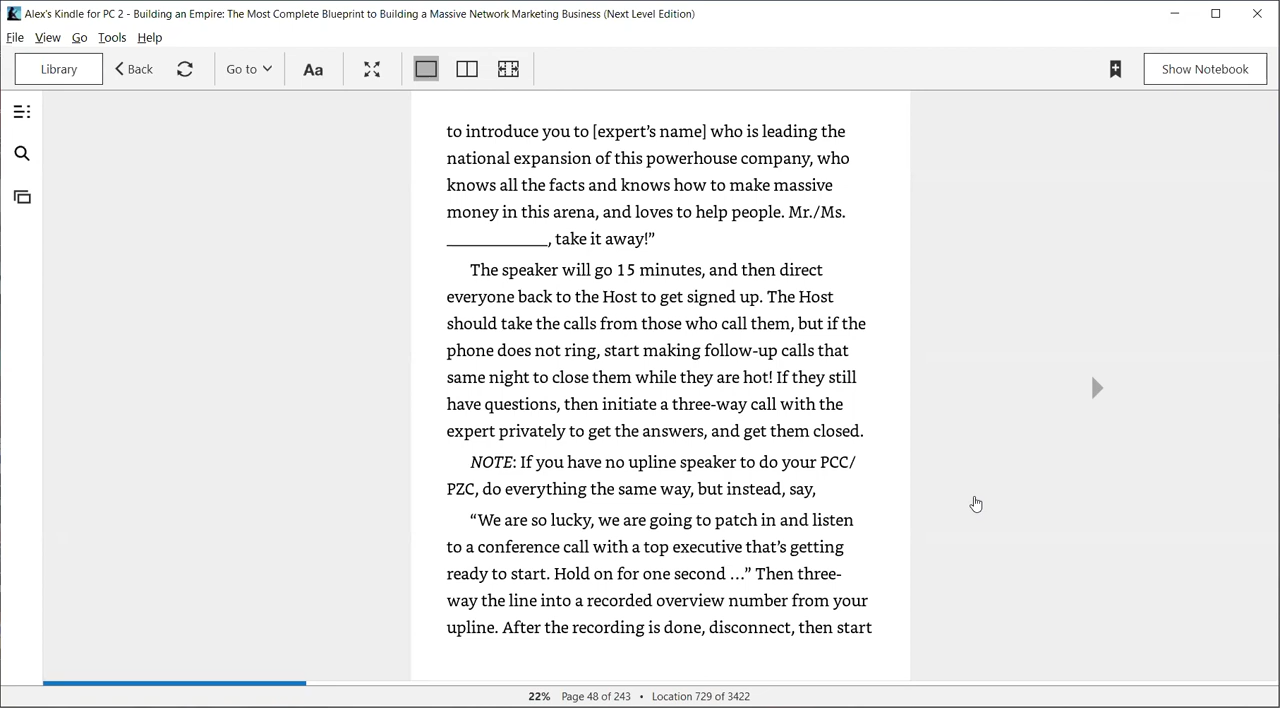 Alex's Kindle for PC 2 - Building an Empire: The Most Complete Blueprint to Building a Massive Network Marketing Business (Next Level Edition)
File View Go Tools Help
Library Back Go to Aa Show Notebook
to introduce you to [expert’s name] who is leading the
national expansion of this powerhouse company, who
knows all the facts and knows how to make massive
money in this arena, and loves to help people. Mr./Ms.
____________, take it away!”
The speaker will go 15 minutes, and then direct
everyone back to the Host to get signed up. The Host
should take the calls from those who call them, but if the
phone does not ring, start making follow-up calls that
same night to close them while they are hot! If they still
have questions, then initiate a three-way call with the
expert privately to get the answers, and get them closed.
NOTE: If you have no upline speaker to do your PCC/
PZC, do everything the same way, but instead, say,
“We are so lucky, we are going to patch in and listen
to a conference call with a top executive that’s getting
ready to start. Hold on for one second …” Then three-
way the line into a recorded overview number from your
upline. After the recording is done, disconnect, then start
22% Page 48 of 243 • Location 729 of 3422